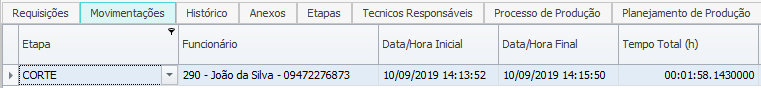 Requisições Movimentações Histórico Anexos Etapas Tecnicos Responsáveis Processo de Produção Planejamento de Produção
Etapa Funcionário Data/Hora Inicial Data/Hora Final Tempo Total (h)
CORTE 290 - João da Silva - 09472276873 10/09/2019 14:13:52 10/09/2019 14:15:50 00:01:58.1430000